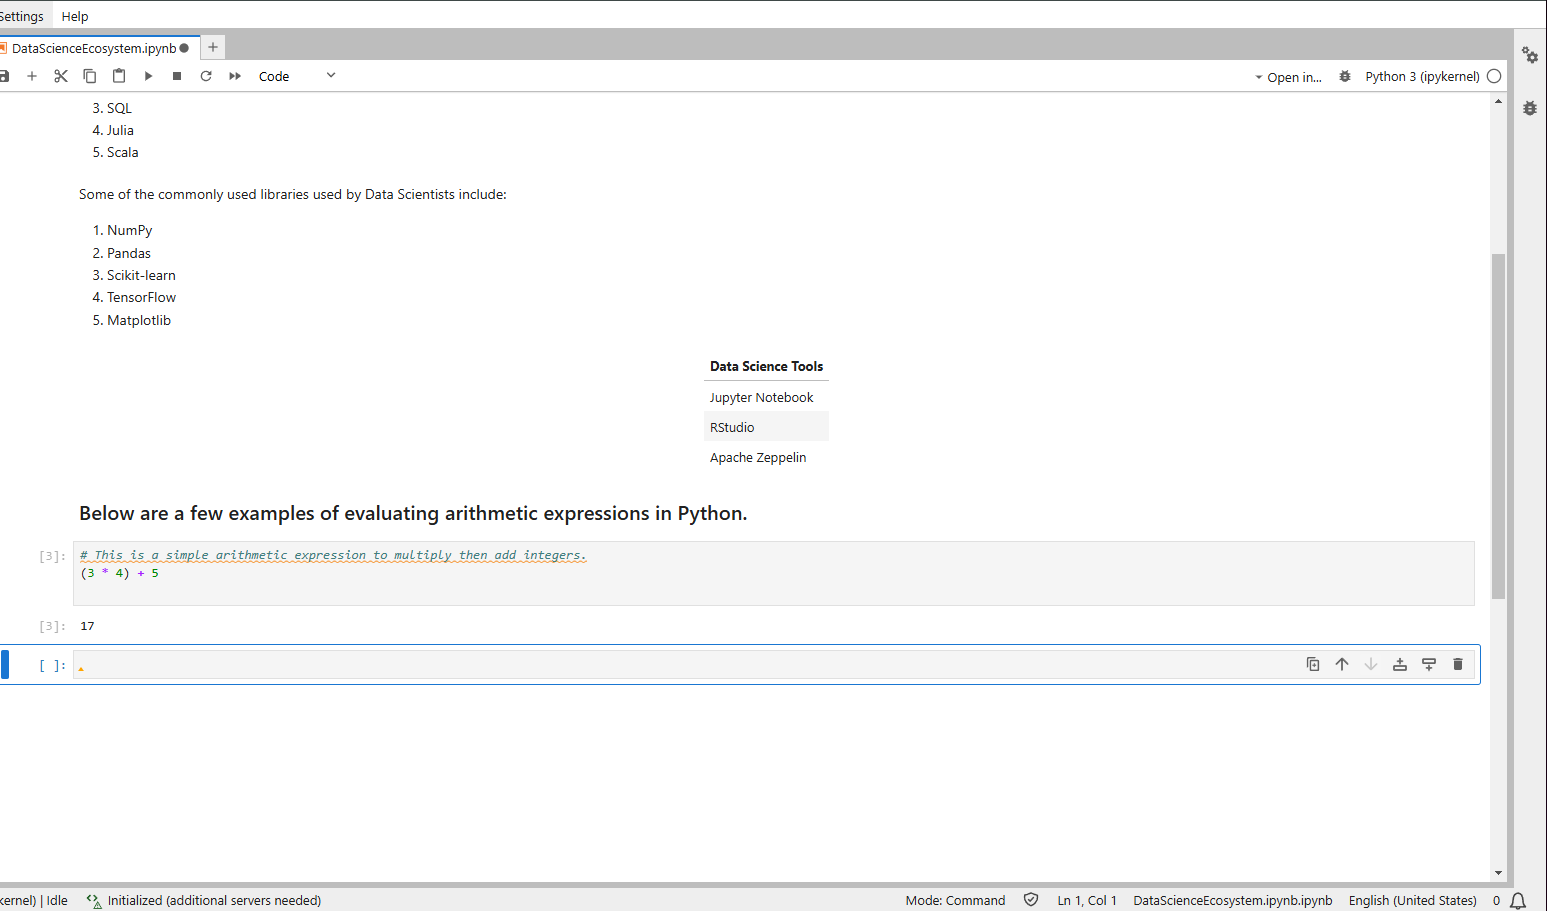 Settings Help
DataScienceEcosystem.ipynb
Code Open in... Python 3 (ipykernel)
3. SQL
4. Julia
5. Scala
Some of the commonly used libraries used by Data Scientists include:
1. NumPy
2. Pandas
3. Scikit-learn
4. TensorFlow
5. Matplotlib
Data Science Tools
Jupyter Notebook
RStudio
Apache Zeppelin
Below are a few examples of evaluating arithmetic expressions in Python.
[3]: # This is a simple arithmetic expression to multiply then add integers.
(3 * 4) + 5
[3]: 17
[ ]:
kernel) | Idle Initialized (additional servers needed) Mode: Command Ln 1, Col 1 DataScienceEcosystem.ipynb.ipynb English (United States) 0